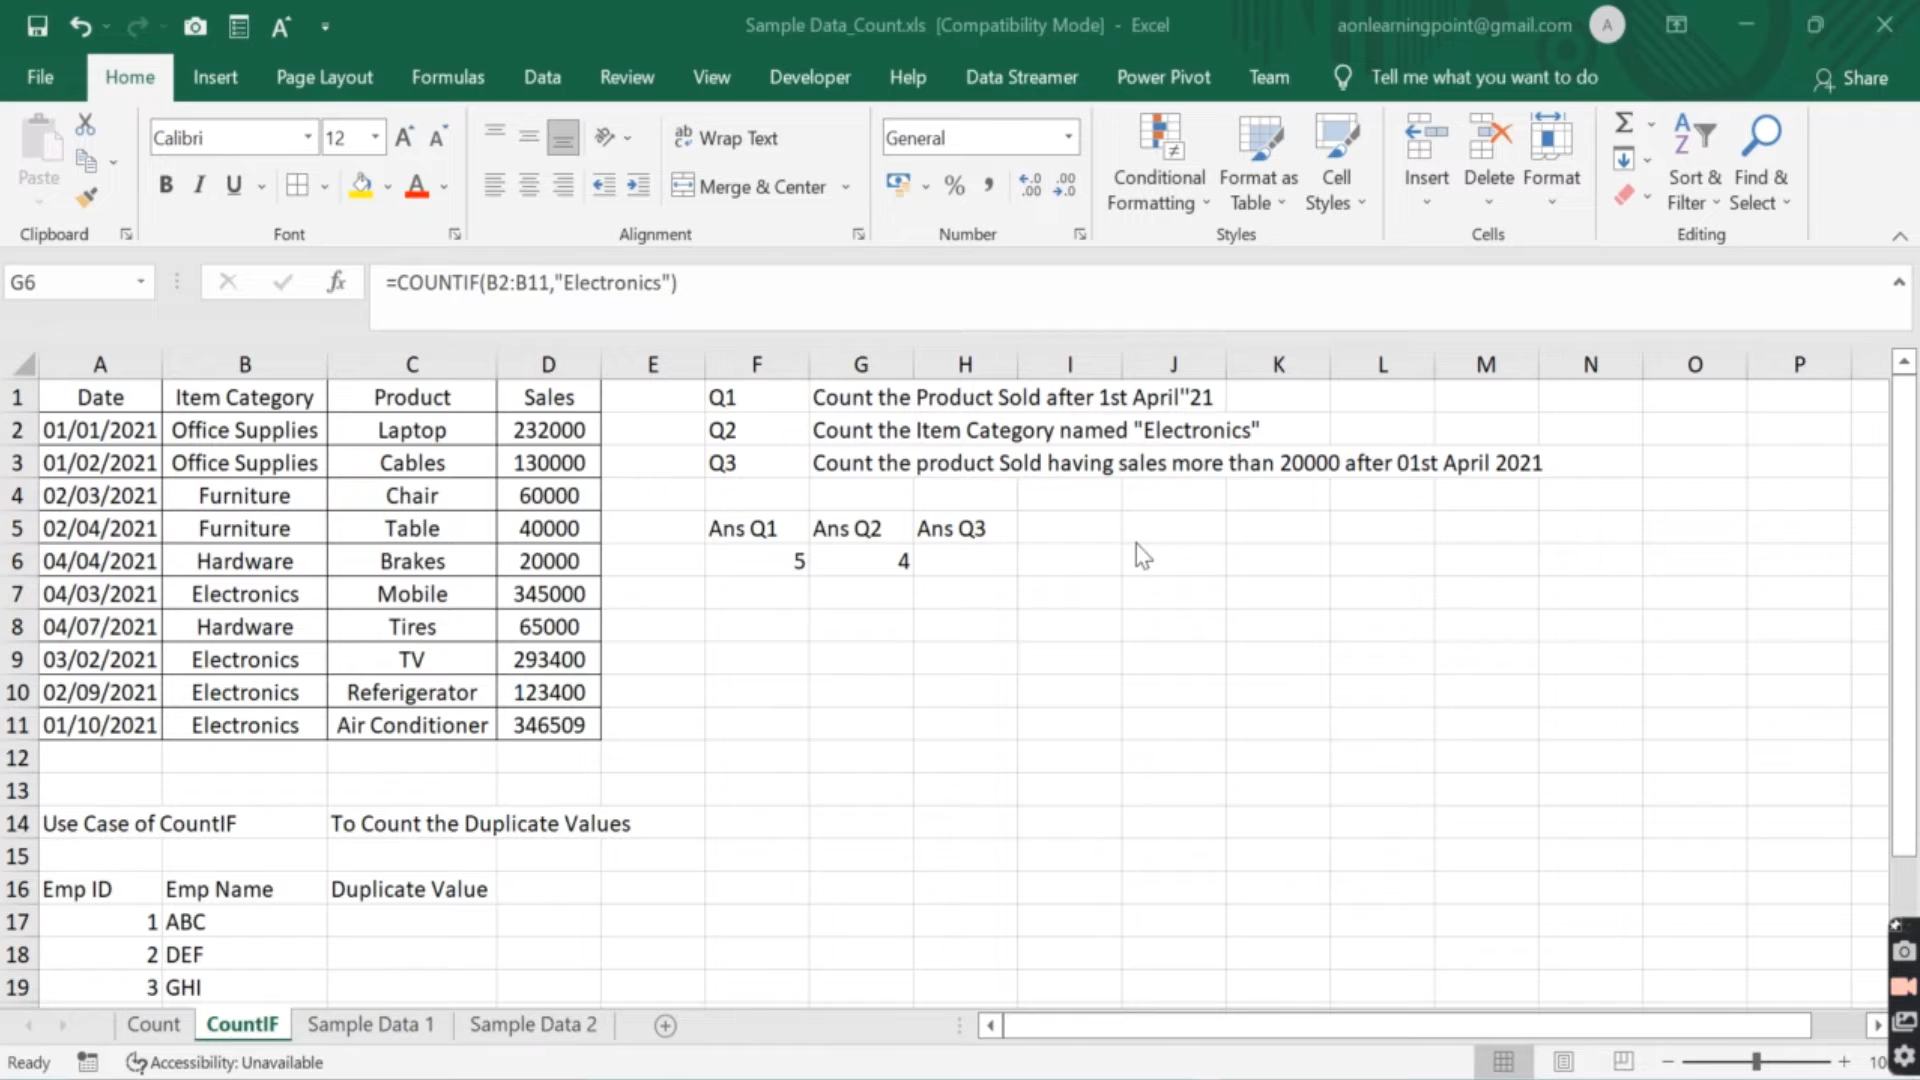 Sample Data_Count.xls [Compatibility Mode] - Excel
aonlearningpoint@gmail.com
A
File Home Insert Page Layout Formulas Data Review View Developer Help Data Streamer Power Pivot Team Tell me what you want to do Share
Paste
Clipboard
Calibri 12
B I U
Font
ab Wrap Text
Merge & Center
Alignment
General
Number
Conditional Formatting
Format as Table
Cell Styles
Styles
Insert Delete Format
Cells
Sort & Filter
Find & Select
Editing
G6 fx =COUNTIF(B2:B11,"Electronics")
A B C D E F G H I J K L M N O P
1 Date Item Category Product Sales Q1 Count the Product Sold after 1st April"21
2 01/01/2021 Office Supplies Laptop 232000 Q2 Count the Item Category named "Electronics"
3 01/02/2021 Office Supplies Cables 130000 Q3 Count the product Sold having sales more than 20000 after 01st April 2021
4 02/03/2021 Furniture Chair 60000
5 02/04/2021 Furniture Table 40000 Ans Q1 Ans Q2 Ans Q3
6 04/04/2021 Hardware Brakes 20000 5 4
7 04/03/2021 Electronics Mobile 345000
8 04/07/2021 Hardware Tires 65000
9 03/02/2021 Electronics TV 293400
10 02/09/2021 Electronics Referigerator 123400
11 01/10/2021 Electronics Air Conditioner 346509
12
13
14 Use Case of CountIF To Count the Duplicate Values
15
16 Emp ID Emp Name Duplicate Value
17 1 ABC
18 2 DEF
19 3 GHI
Count CountIF Sample Data 1 Sample Data 2
Ready Accessibility: Unavailable